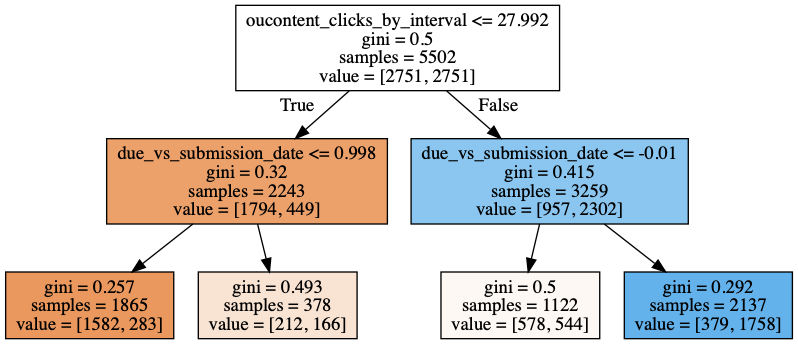 oucontent_clicks_by_interval <= 27.992
gini = 0.5
samples = 5502
value = [2751, 2751]
True
False
due_vs_submission_date <= 0.998
gini = 0.32
samples = 2243
value = [1794, 449]
due_vs_submission_date <= -0.01
gini = 0.415
samples = 3259
value = [957, 2302]
gini = 0.257
samples = 1865
value = [1582, 283]
gini = 0.493
samples = 378
value = [212, 166]
gini = 0.5
samples = 1122
value = [578, 544]
gini = 0.292
samples = 2137
value = [379, 1758]